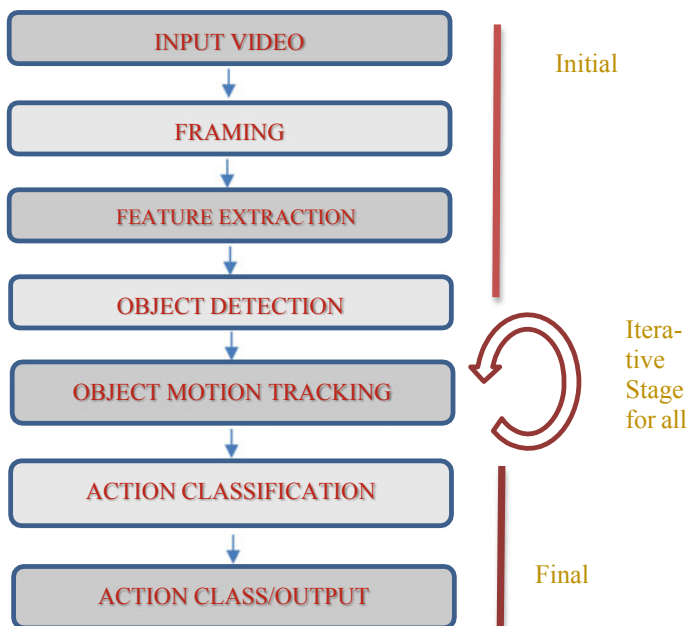 INPUT VIDEO
Initial
FRAMING
FEATURE EXTRACTION
OBJECT DETECTION
OBJECT MOTION TRACKING
Itera-
tive
Stage
for all
ACTION CLASSIFICATION
ACTION CLASS/OUTPUT
Final